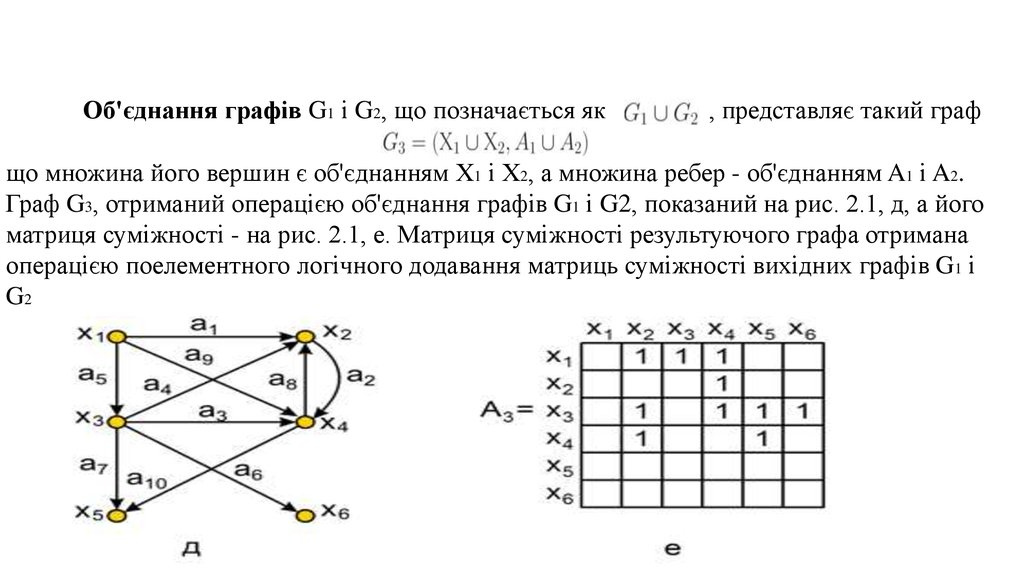 Об'єднання графів G1 і G2, що позначається як G₁ ∪ G₂ , представляє такий граф
G₃ = (X₁ ∪ X₂, A₁ ∪ A₂)
що множина його вершин є об'єднанням X1 і X2, а множина ребер - об'єднанням A1 і A2.
Граф G3, отриманий операцією об'єднання графів G1 і G2, показаний на рис. 2.1, д, а його
матриця суміжності - на рис. 2.1, е. Матриця суміжності результуючого графа отримана
операцією поелементного логічного додавання матриць суміжності вихідних графів G1 і
G2
x1 a1 x2
a9
a5 a4 a8 a2
x3 a3 x4
a7 a10 a6
x5 x6
д
x1 x2 x3 x4 x5 x6
x1 1 1 1
x2 1
A3= x3 1 1 1 1
x4 1 1
x5
x6
е